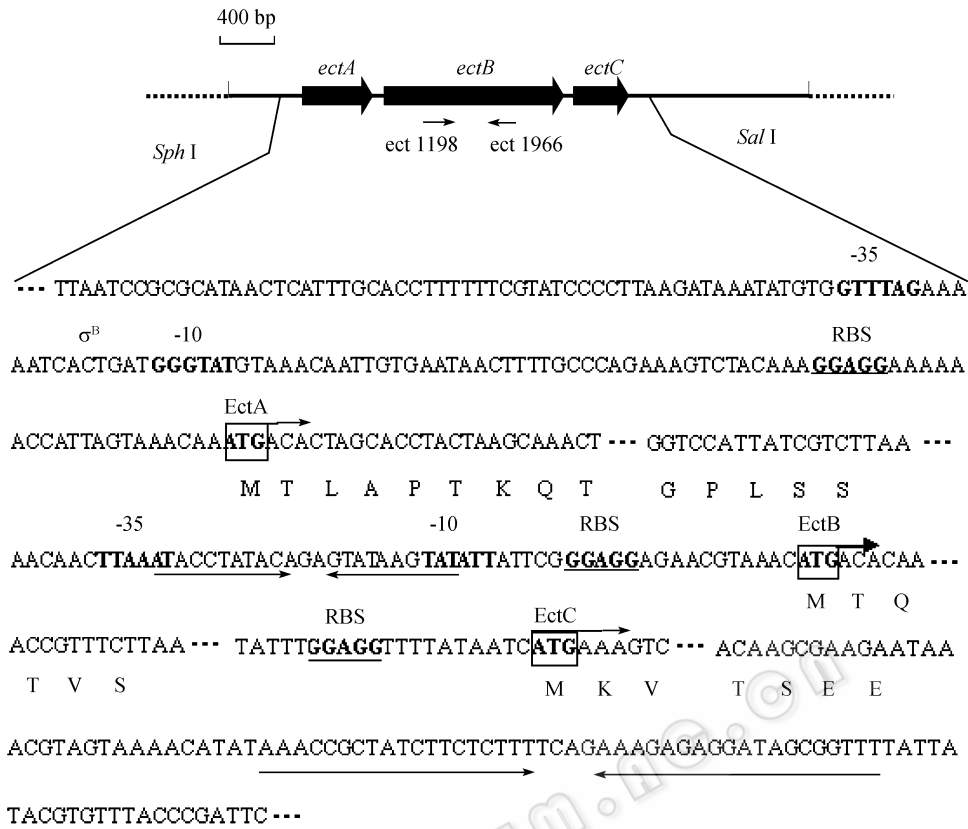 400 bp
ectA ectB ectC
ect 1198 ect 1966
Sph I Sal I
-35
--- TTAATCCGCGCATAACTCATTTGCACCTTTTTTCGTATCCCCTTAAGATAAATATGTGGTTTAGAAA
σB -10 RBS
AATCACTGATGGGTATGTAAACAATTGTGAATAACTTTTGCCCAGAAAGTCTACAAAGGAGGAAAAA
EctA
ACCATTAGTAAACAAATGACACTAGCACCTACTAAGCAAACT --- GGTCCATTATCGTCTTAA ---
M T L A P T K Q T G P L S S
-35 -10 RBS EctB
AACAACTTAAATACCTATACAGAGTATAAGTATATTATTCGGGAGGAGAACGTAAACATGACACAA ---
M T Q
RBS EctC
ACCGTTTCTTAA --- TATTTGGAGGTTTTATAATCATGAAAGTC --- ACAAGCGAAGAATAA
T V S M K V T S E E
ACGTAGTAAAACATATAAACCGCTATCTTCTCTTTTCAGAAAGAGAGGATAGCGGTTTTATTA
TACGTGTTTACCCGATTC ---